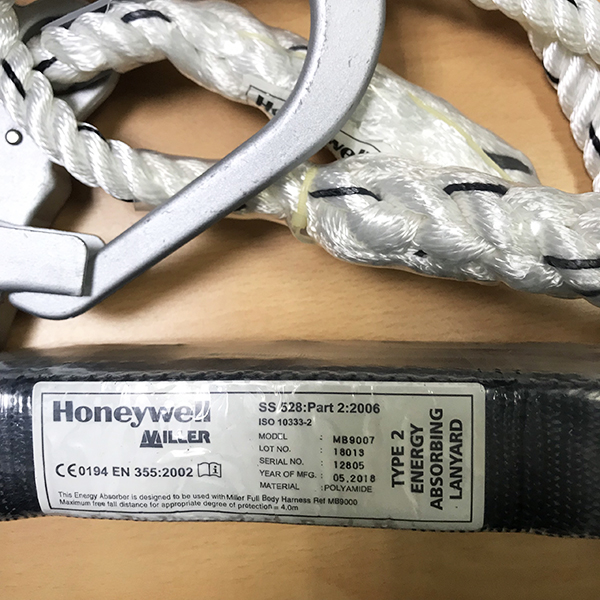 Honeywell
Honeywell
MILLER
CE 0194 EN 355:2002
SS 528:Part 2:2006
ISO 10333-2
MODEL : MB9007
LOT NO. : 18013
SERIAL NO. : 12805
YEAR OF MFG. : 05,2018
MATERIAL :POLYAMIDE
This Energy Absorber is designed to be used with Miller Full Body Harness Ref MB9000
Maximum free fall distance for appropriate degree of protection = 4.0m
TYPE 2
ENERGY
ABSORBING
LANYARD